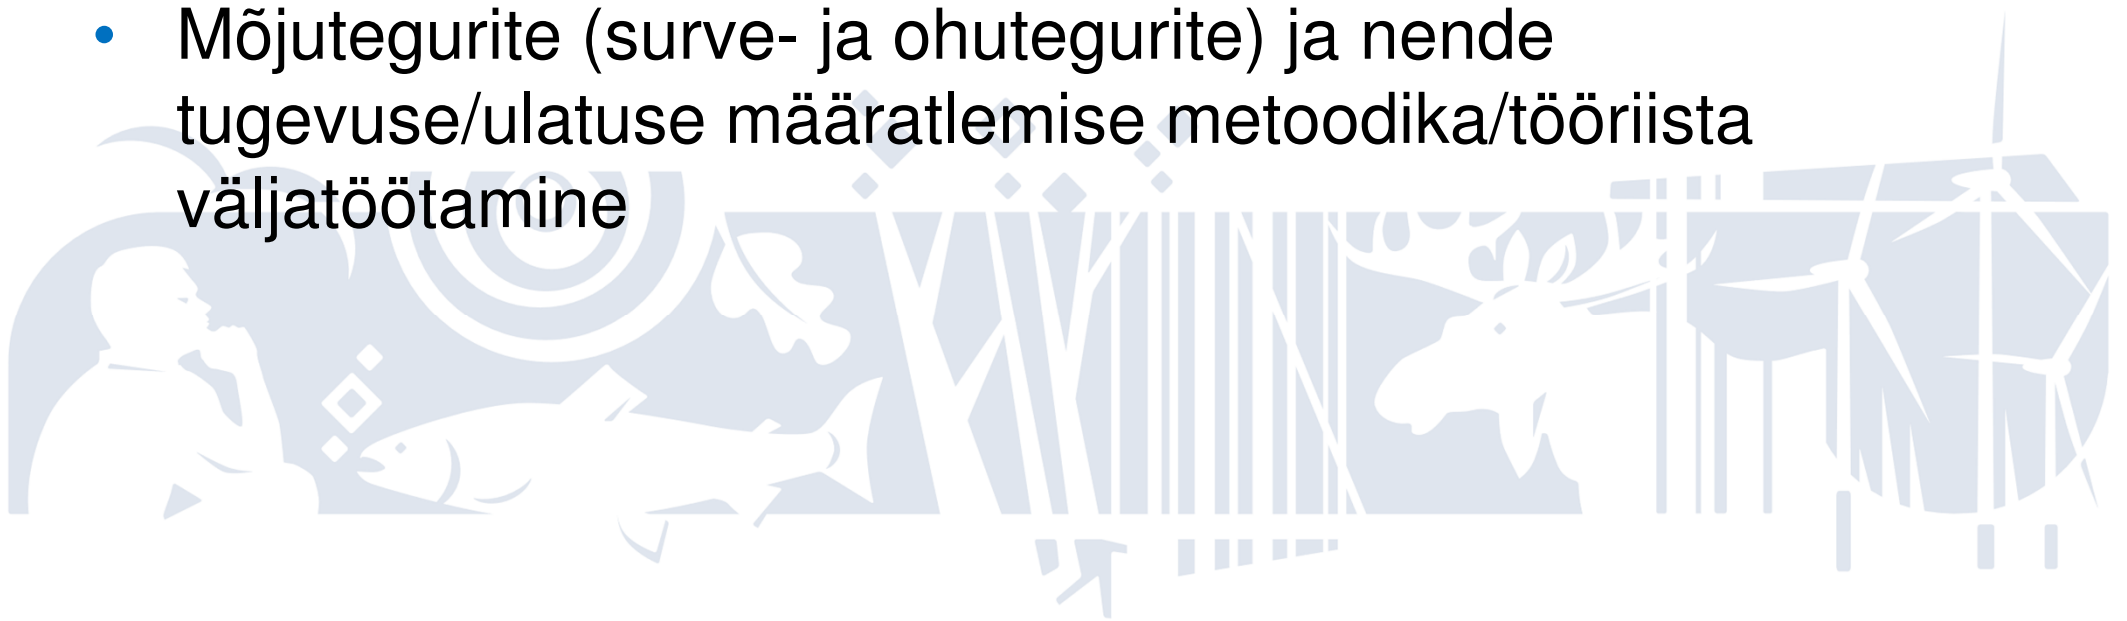 • Mõjutegurite (surve- ja ohutegurite) ja nende
tugevuse/ulatuse määratlemise metoodika/tööriista
väljatöötamine